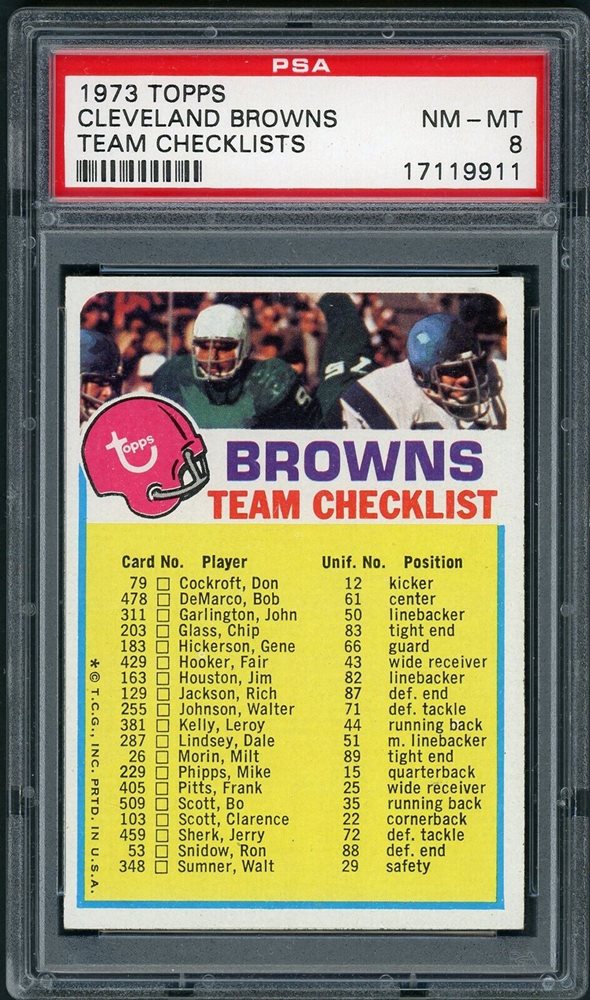 PSA
1973 TOPPS
CLEVELAND BROWNS NM-MT
TEAM CHECKLISTS 8
17119911
topps
BROWNS
TEAM CHECKLIST
Card No. Player Unif. No. Position
79 Cockroft, Don 12 kicker
478 DeMarco, Bob 61 center
311 Garlington, John 50 linebacker
203 Glass, Chip 83 tight end
183 Hickerson, Gene 66 guard
429 Hooker, Fair 43 wide receiver
163 Houston, Jim 82 linebacker
129 Jackson, Rich 87 def. end
255 Johnson, Walter 71 def. tackle
381 Kelly, Leroy 44 running back
287 Lindsey, Dale 51 m. linebacker
26 Morin, Milt 89 tight end
229 Phipps, Mike 15 quarterback
405 Pitts, Frank 25 wide receiver
509 Scott, Bo 35 running back
103 Scott, Clarence 22 cornerback
459 Sherk, Jerry 72 def. tackle
53 Snidow, Ron 88 def. end
348 Sumner, Walt 29 safety
* © T.C.G., INC. PRTD. IN U.S.A.